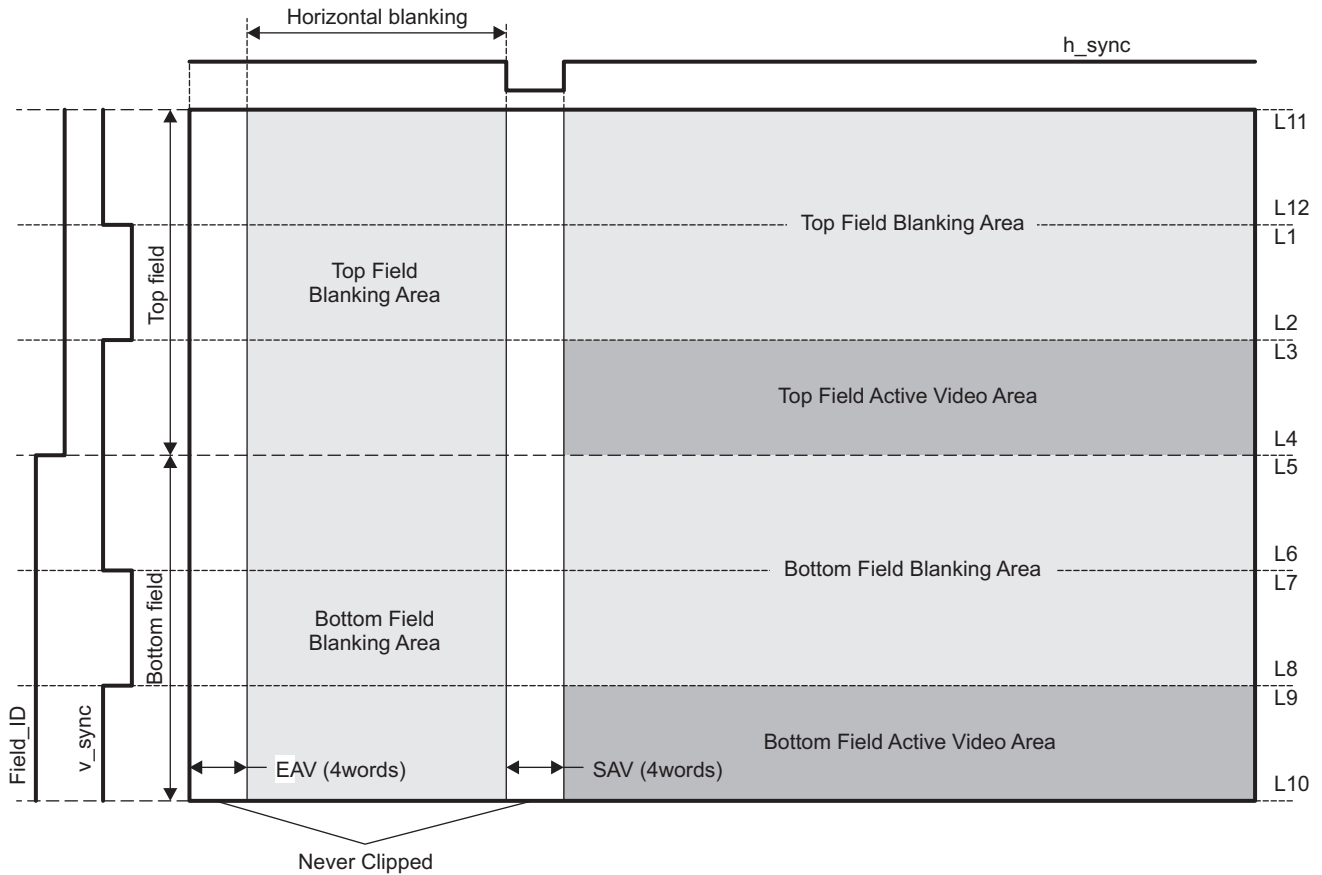 Horizontal blanking
h_sync
L11
L12
Top Field Blanking Area
L1
Top field
Top Field
Blanking Area
L2
L3
Top Field Active Video Area
L4
L5
L6
Bottom Field Blanking Area
L7
Bottom field
Bottom Field
Blanking Area
L8
L9
Field_ID
v_sync
Bottom Field Active Video Area
EAV (4words)
SAV (4words)
L10
Never Clipped